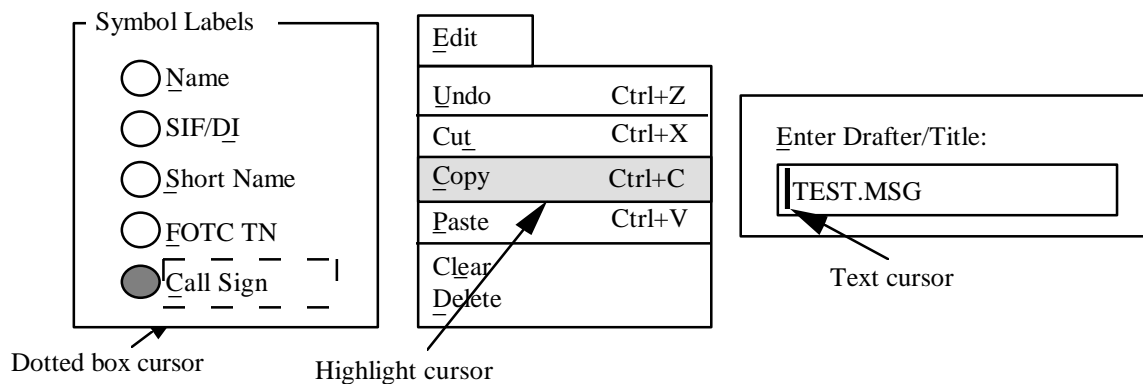 Symbol Labels
Name
SIF/DI
Short Name
FOTC TN
Call Sign
Dotted box cursor
Edit
Undo Ctrl+Z
Cut Ctrl+X
Copy Ctrl+C
Paste Ctrl+V
Clear
Delete
Highlight cursor
Enter Drafter/Title:
TEST.MSG
Text cursor